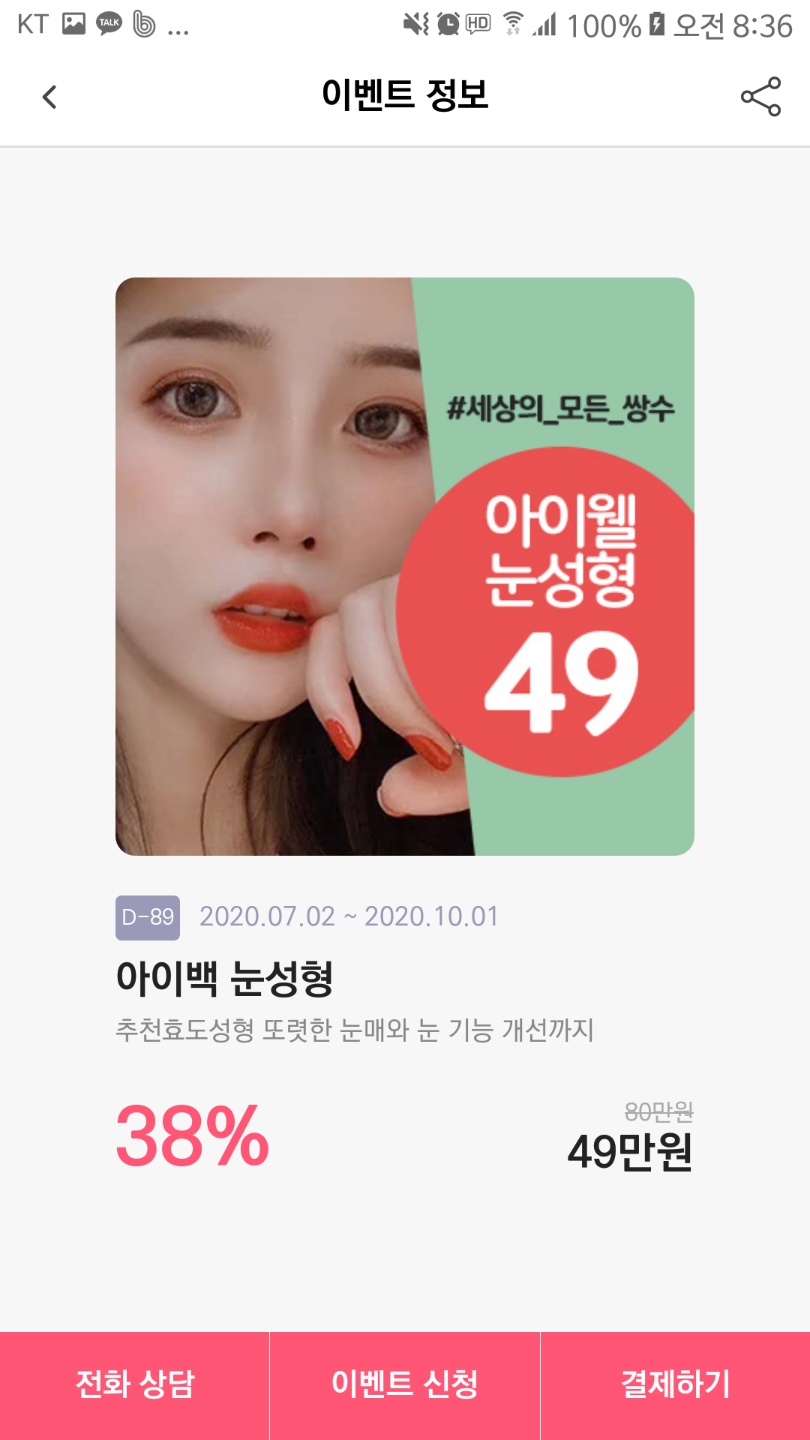 KT TALK ... HD 100% 오전 8:36
이벤트 정보
#세상의_모든_쌍수
아이웰
눈성형
49
D-89 2020.07.02 ~ 2020.10.01
아이백 눈성형
추천효도성형 또렷한 눈매와 눈 기능 개선까지
38%
80만원
49만원
전화 상담 이벤트 신청 결제하기